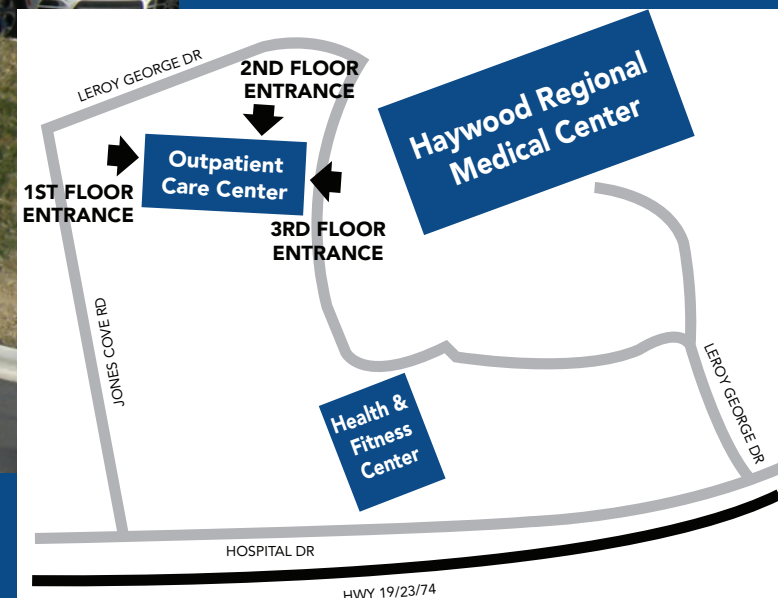 LEROY GEORGE DR
2ND FLOOR
ENTRANCE
Haywood Regional
Medical Center
Outpatient
Care Center
1ST FLOOR
ENTRANCE
3RD FLOOR
ENTRANCE
JONES COVE RD
LEROY GEORGE DR
Health &
Fitness
Center
HOSPITAL DR
HWY 19/23/74